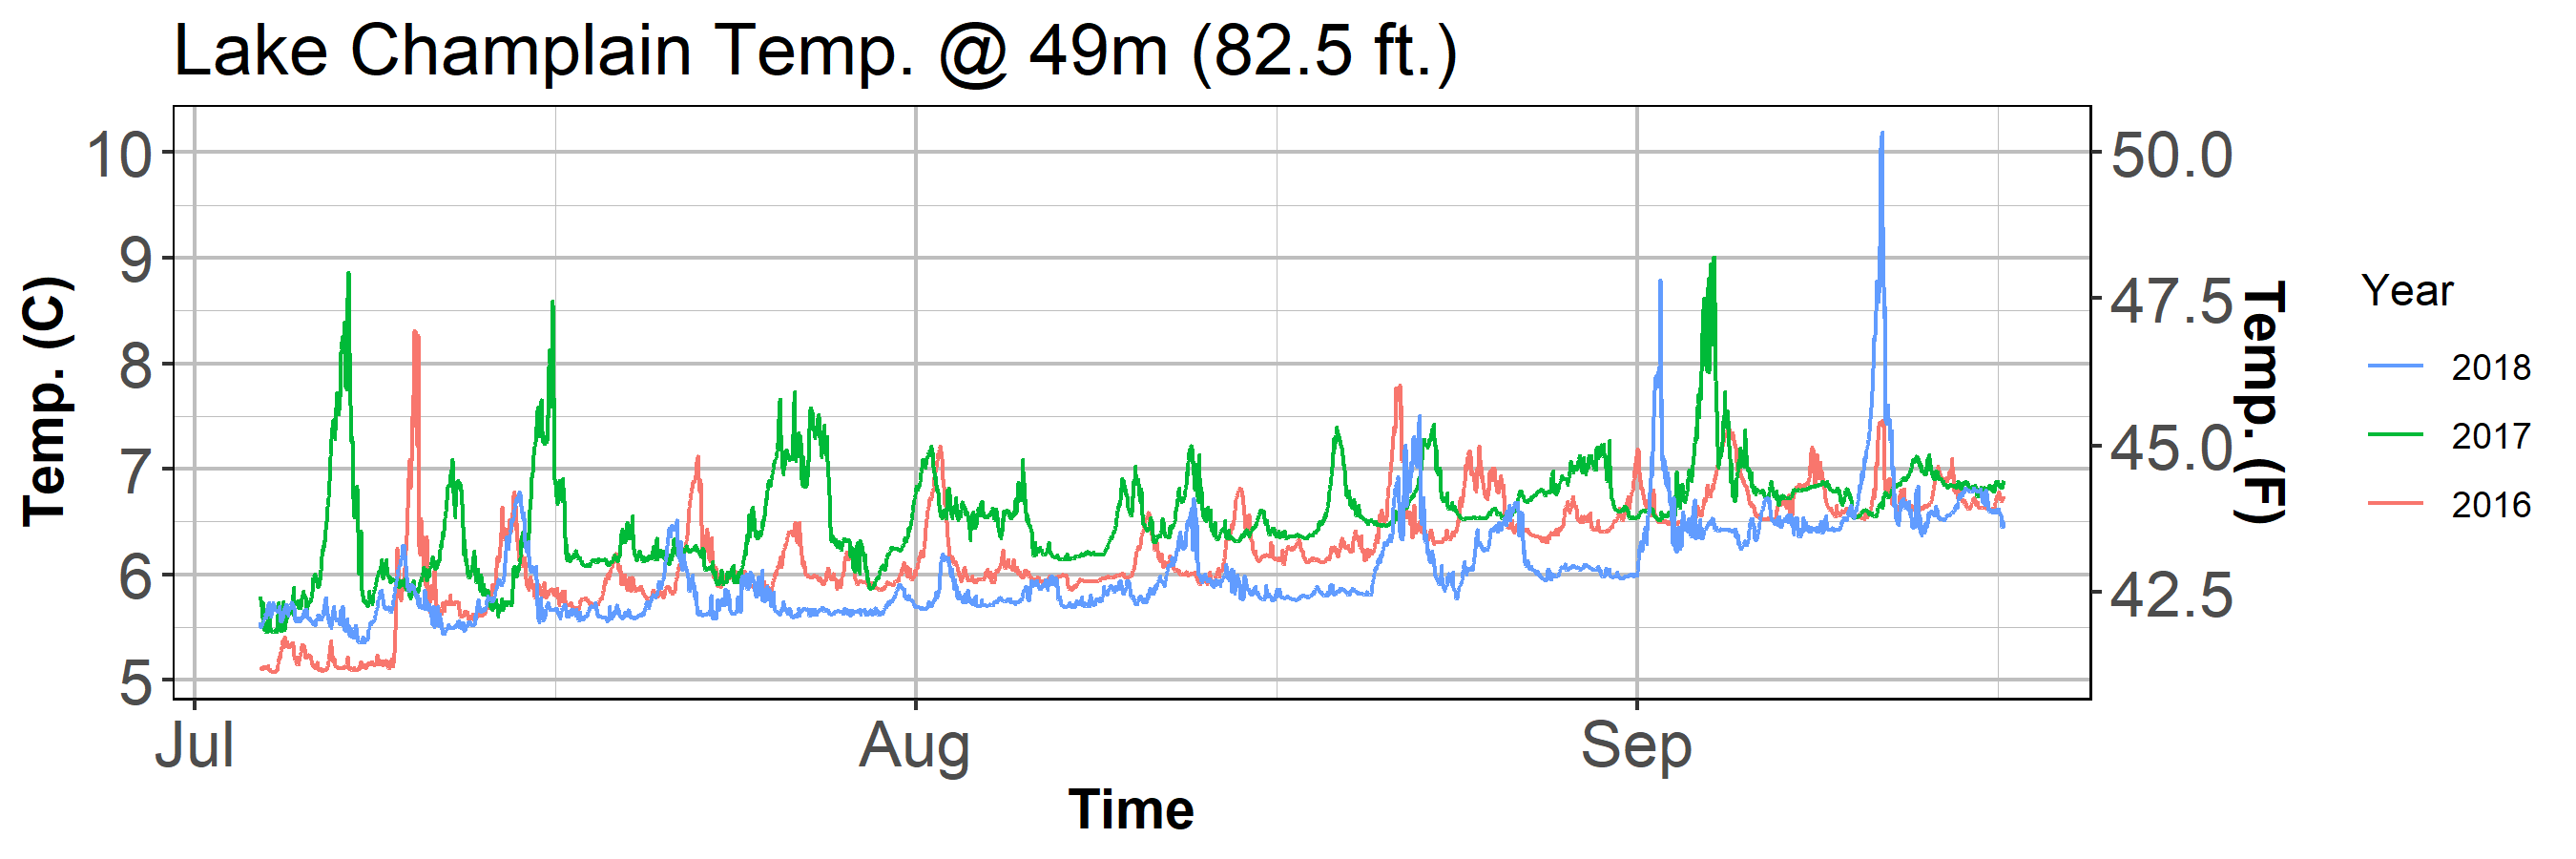 Lake Champlain Temp. @ 49m (82.5 ft.)
Temp. (C)
10
9
8
7
6
5
50.0
47.5
45.0
42.5
Temp. (F)
Jul
Aug
Sep
Time
Year
2018
2017
2016